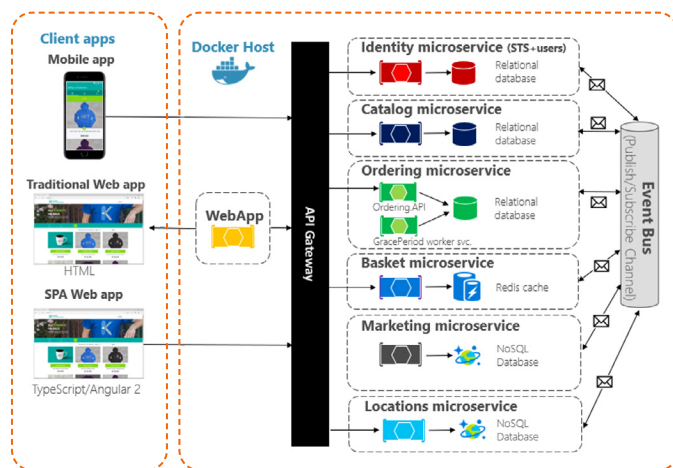 Client apps
Mobile app
Traditional Web app
HTML
SPA Web app
TypeScript/Angular 2
Docker Host
WebApp
API Gateway
Identity microservice (STS+users)
Relational
database
Catalog microservice
Relational
database
Ordering microservice
Ordering.API
Relational
database
GracePeriod worker svc.
Basket microservice
Redis cache
Marketing microservice
NoSQL
Database
Locations microservice
NoSQL
Database
Event Bus
(Publish/Subscribe Channel)